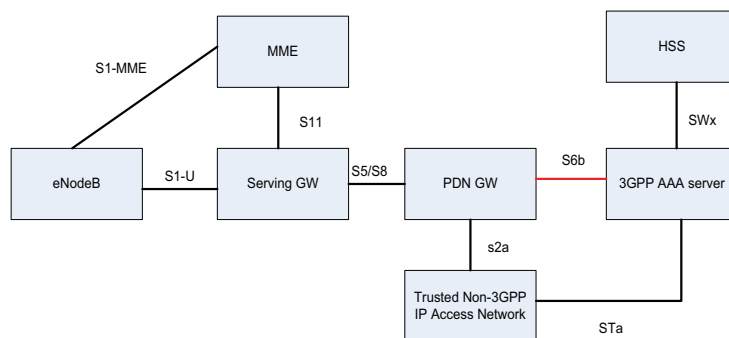 MME
HSS
S1-MME
S11
SWx
eNodeB
S1-U
Serving GW
S5/S8
PDN GW
S6b
3GPP AAA server
s2a
Trusted Non-3GPP
IP Access Network
STa